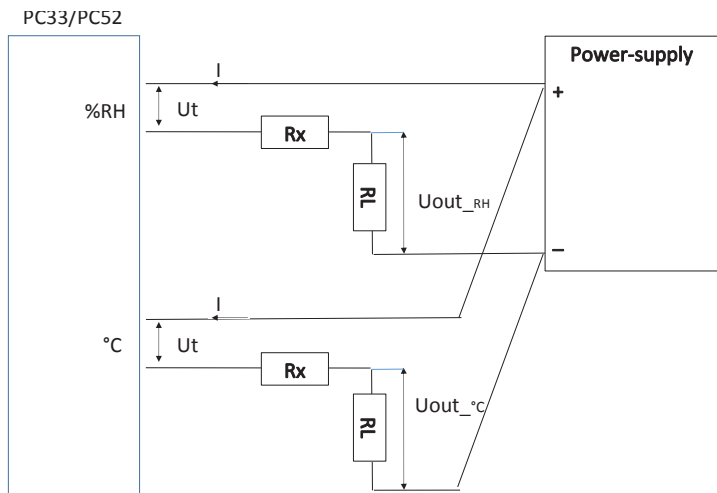 PC33/PC52
Power-supply
I
+
%RH
Ut
Rx
RL
Uout_RH
−
I
°C
Ut
Rx
RL
Uout_°C